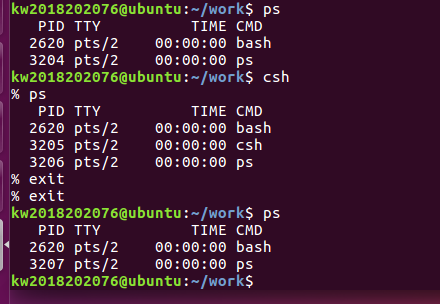 kw2018202076@ubuntu:~/work$ ps
   PID TTY          TIME CMD
  2620 pts/2    00:00:00 bash
  3204 pts/2    00:00:00 ps
kw2018202076@ubuntu:~/work$ csh
% ps
   PID TTY          TIME CMD
  2620 pts/2    00:00:00 bash
  3205 pts/2    00:00:00 csh
  3206 pts/2    00:00:00 ps
% exit
% exit
kw2018202076@ubuntu:~/work$ ps
   PID TTY          TIME CMD
  2620 pts/2    00:00:00 bash
  3207 pts/2    00:00:00 ps
kw2018202076@ubuntu:~/work$